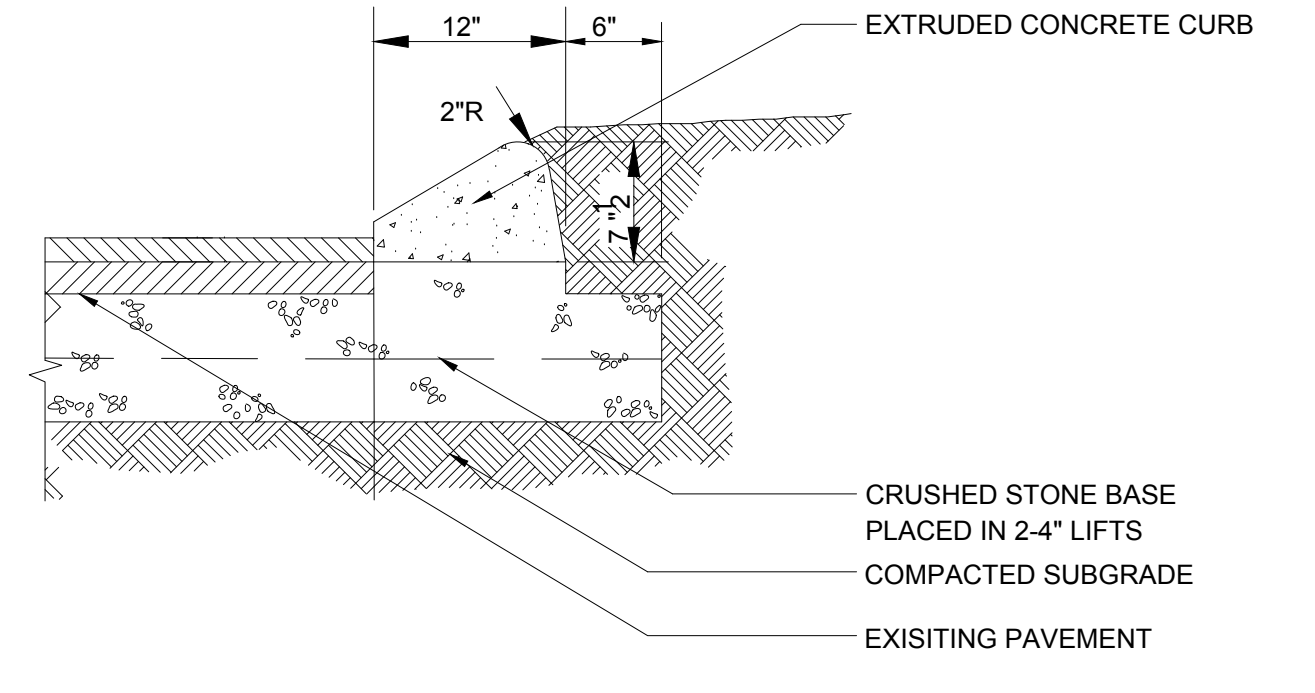 12"
6"
EXTRUDED CONCRETE CURB
2"R
7 1"2
CRUSHED STONE BASE
PLACED IN 2-4" LIFTS
COMPACTED SUBGRADE
EXISITING PAVEMENT